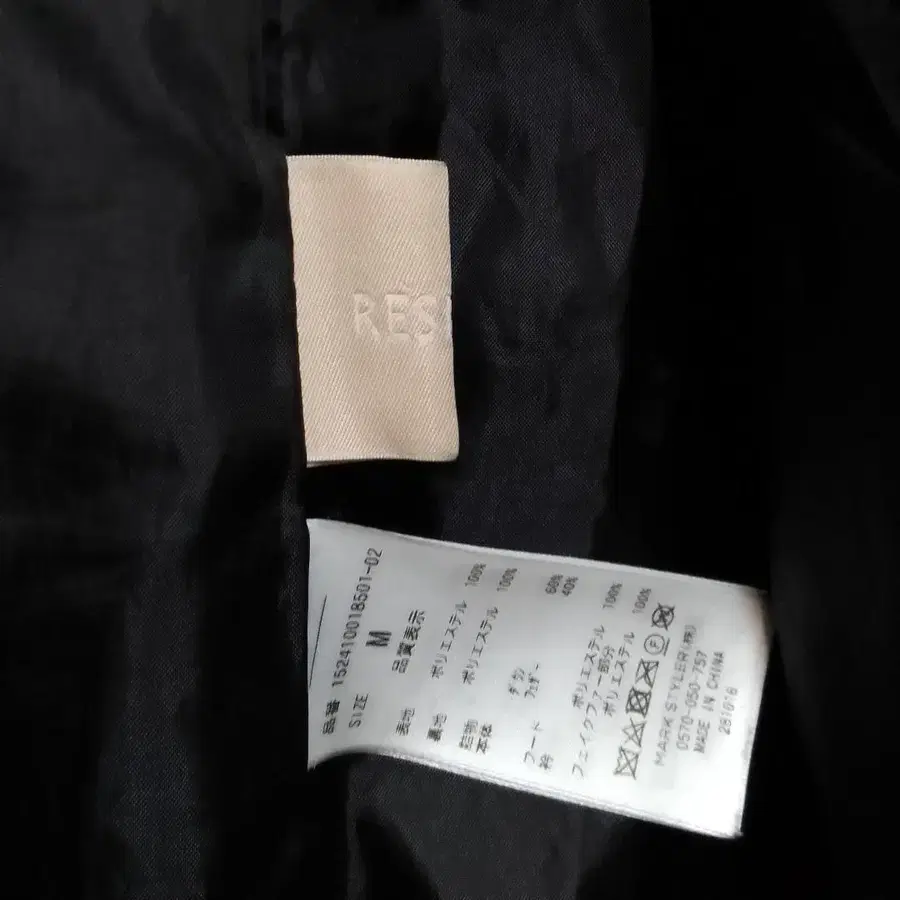 RESI
品番 152410018501-02
SIZE M
品質表示
表地 ポリエステル 100%
裏地 ポリエステル 100%
詰物
本体 ダウン 60%
フェザー 40%
フード
衿 ポリエステル 100%
フェイクファー部分
ポリエステル 100%
F
MARK STYLER(株)
0570-050-757
MADE IN CHINA
281616